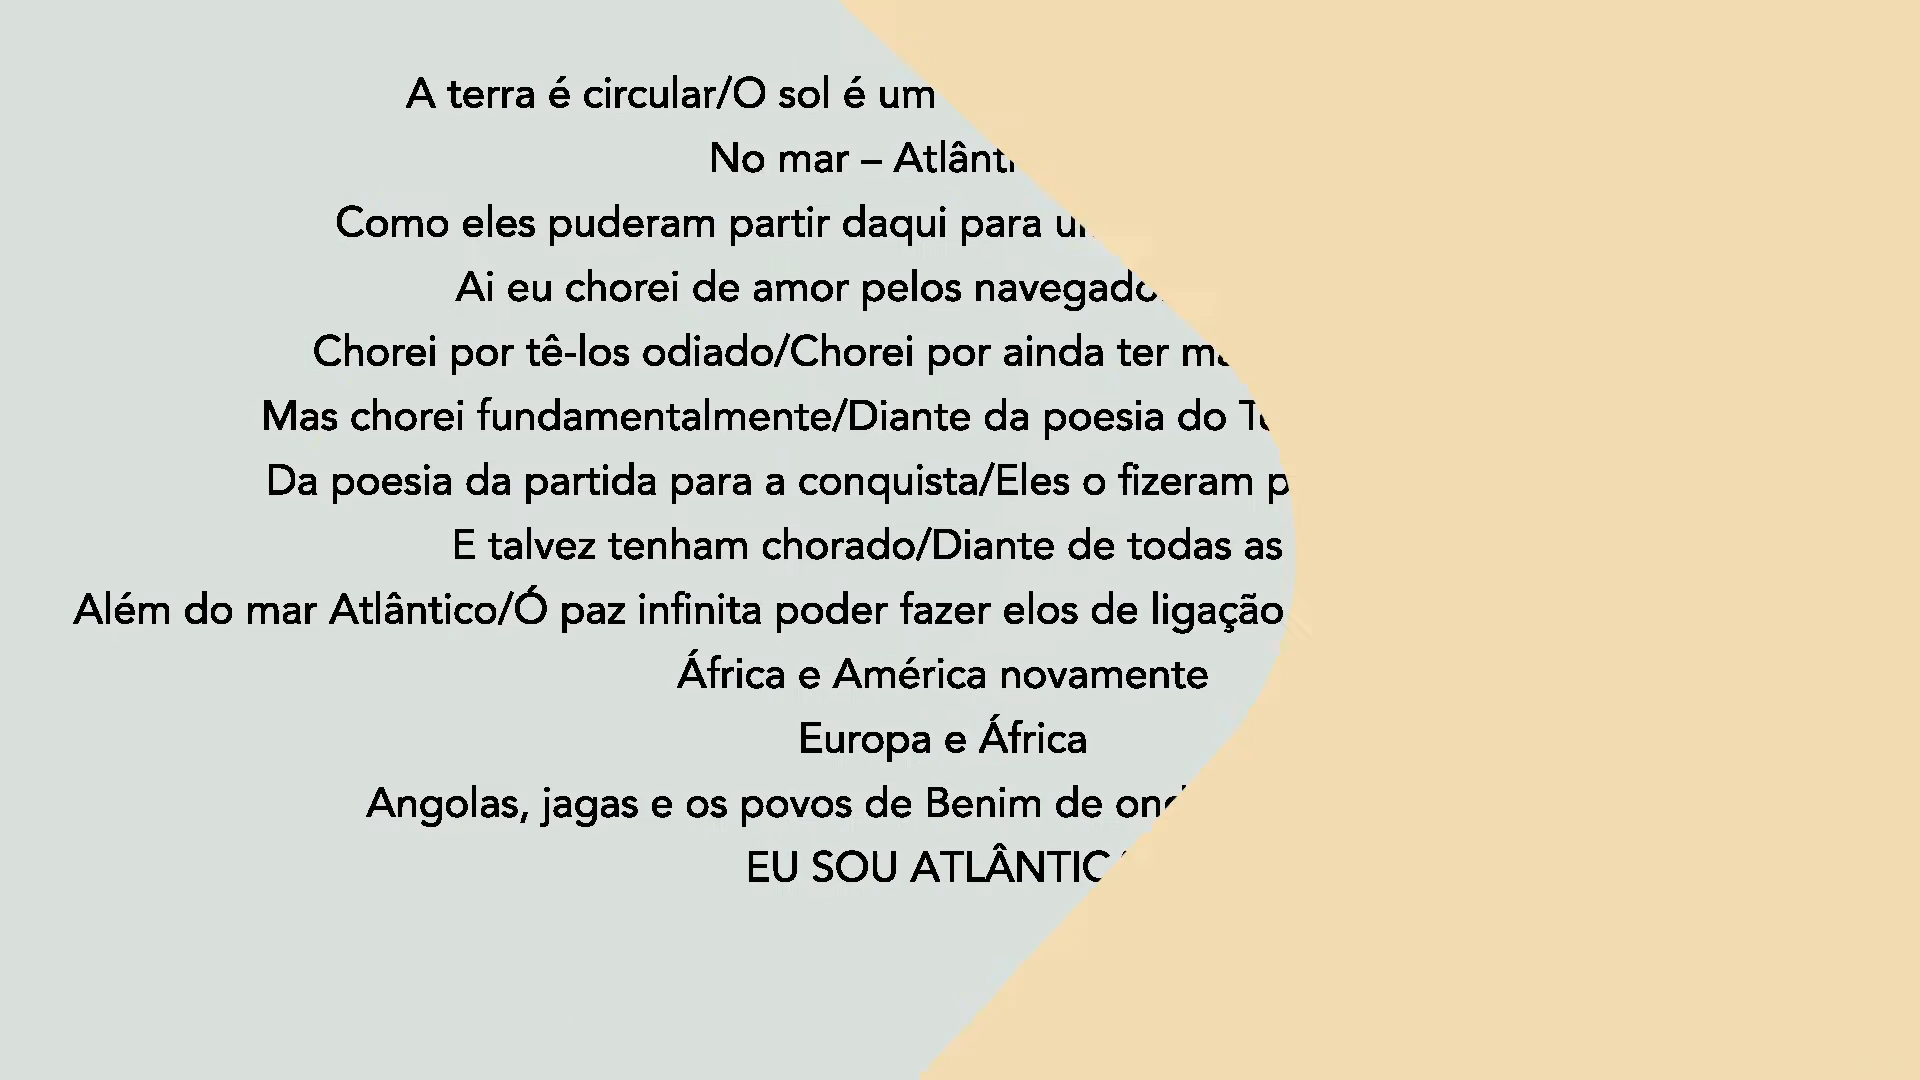 A terra é circular/O sol é um
No mar –
Como eles puderam partir daqui para
Ai eu chorei de amor pelos
Chorei por tê-los odiado/Chorei por ainda ter
Mas chorei fundamentalmente/Diante da poesia do
Da poesia da partida para a conquista/Eles o fizeram
E talvez tenham chorado/Diante de todas as
Além do mar Atlântico/Ó paz infinita poder fazer elos de ligação
África e América novamente
Europa e África
Angolas, jagas e os povos de Benim de
EU SOU